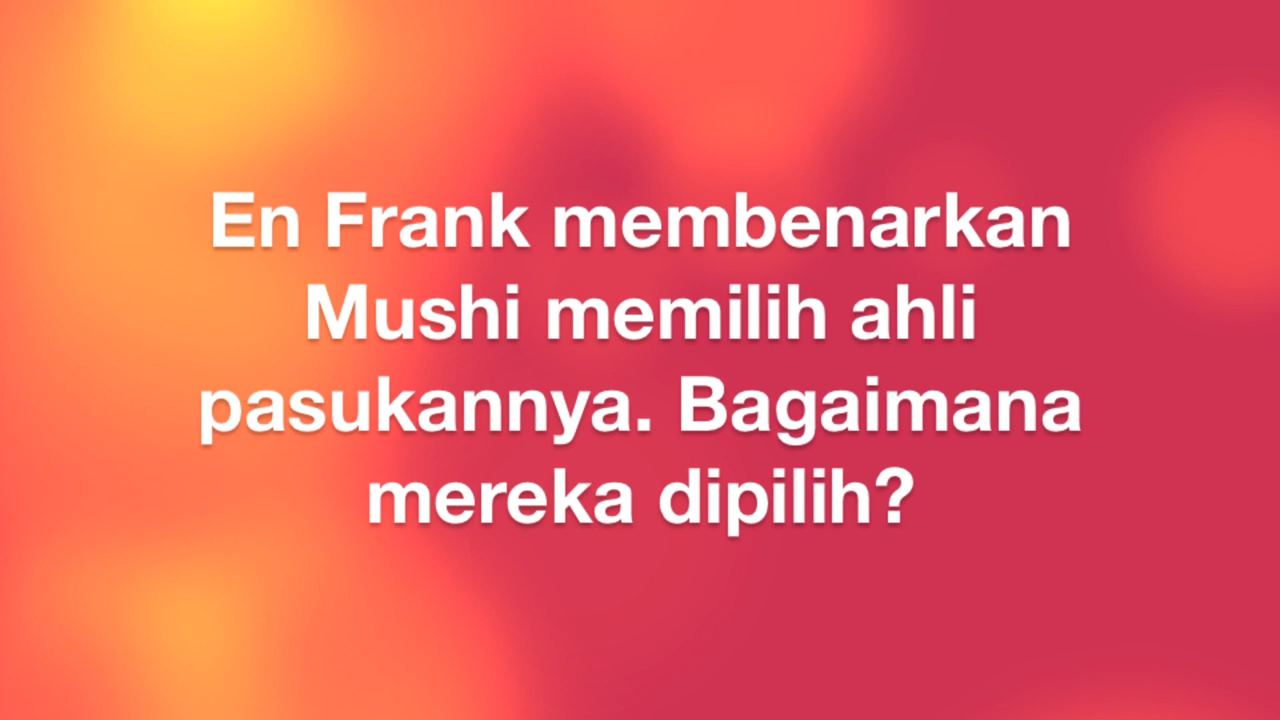 En Frank membenarkan
Mushi memilih ahli
pasukannya. Bagaimana
mereka dipilih?